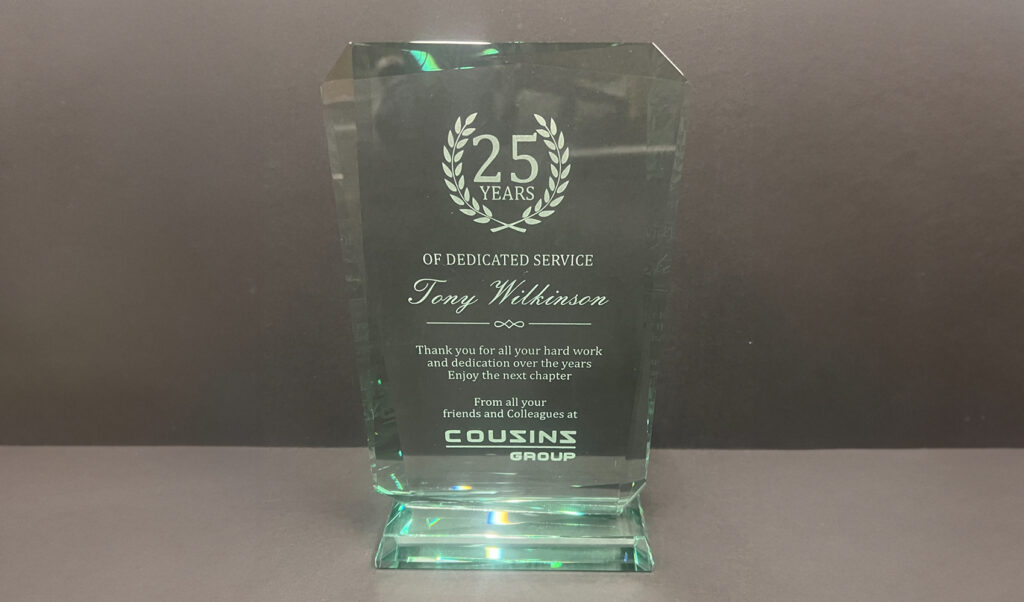 25
YEARS
OF DEDICATED SERVICE
Tony Wilkinson
Thank you for all your hard work
and dedication over the years
Enjoy the next chapter
From all your
friends and Colleagues at
COUSINS
GROUP